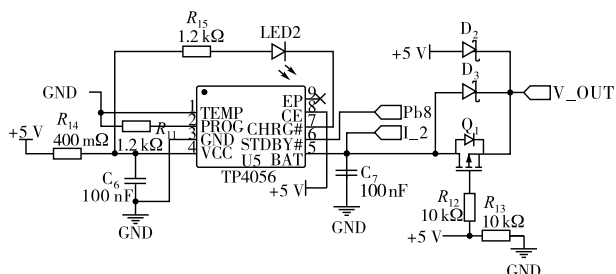 R15
1.2 kΩ
LED2
D2
+5 V
D3
V_OUT
GND
R14
+5 V
400 mΩ
R11
1.2 kΩ
1
2
3
4
TEMP
PROG
GND
VCC
EP
CE
CHRG#
STDBY#
U5 BAT
9
8
7
6
5
TP4056
Pb8
I_2
Q1
C6
100 nF
GND
+5 V
C7
100 nF
GND
R12
10 kΩ
R13
10 kΩ
+5 V
GND